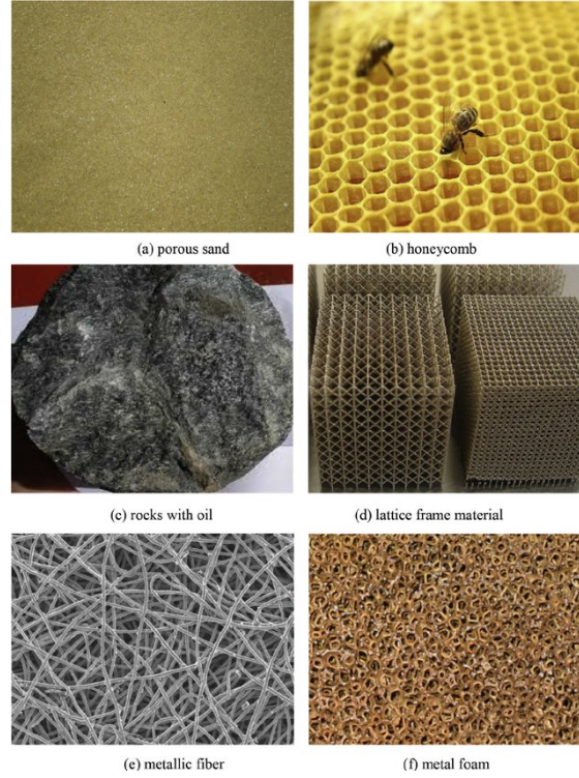 (a) porous sand
(b) honeycomb
(c) rocks with oil
(d) lattice frame material
(e) metallic fiber
(f) metal foam